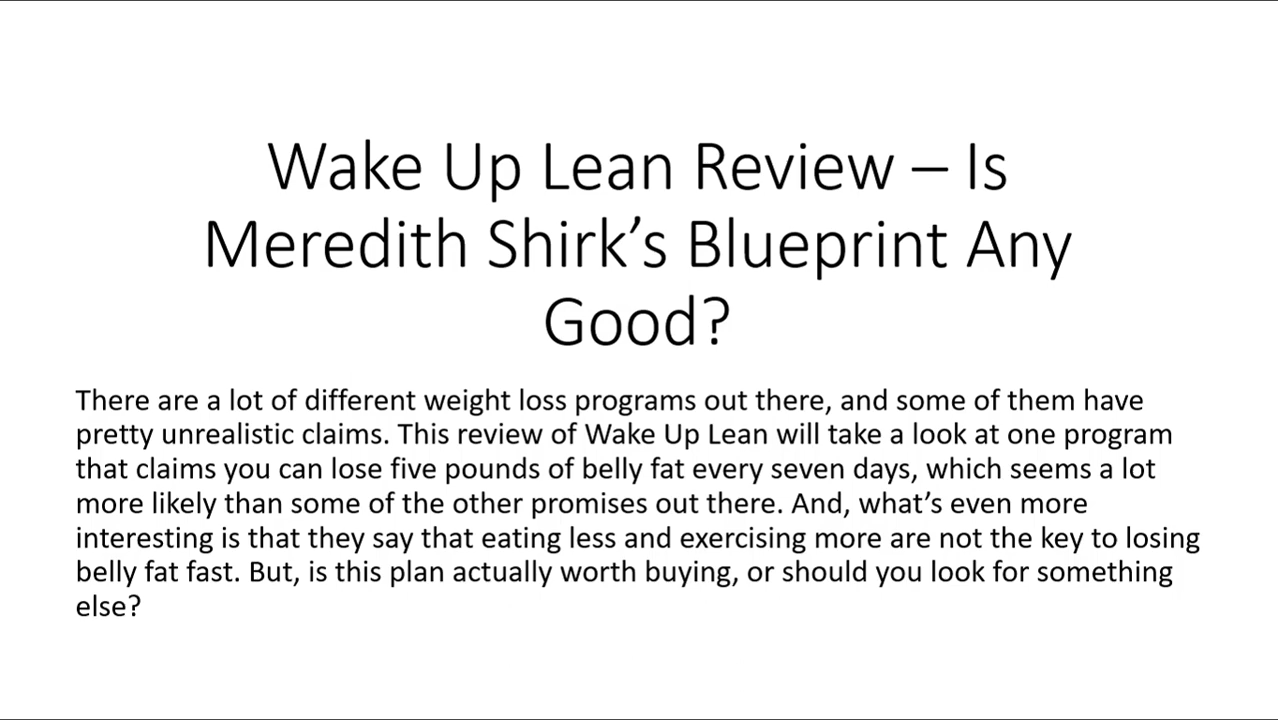 Wake Up Lean Review – Is
Meredith Shirk’s Blueprint Any
Good?
There are a lot of different weight loss programs out there, and some of them have
pretty unrealistic claims. This review of Wake Up Lean will take a look at one program
that claims you can lose five pounds of belly fat every seven days, which seems a lot
more likely than some of the other promises out there. And, what’s even more
interesting is that they say that eating less and exercising more are not the key to losing
belly fat fast. But, is this plan actually worth buying, or should you look for something
else?